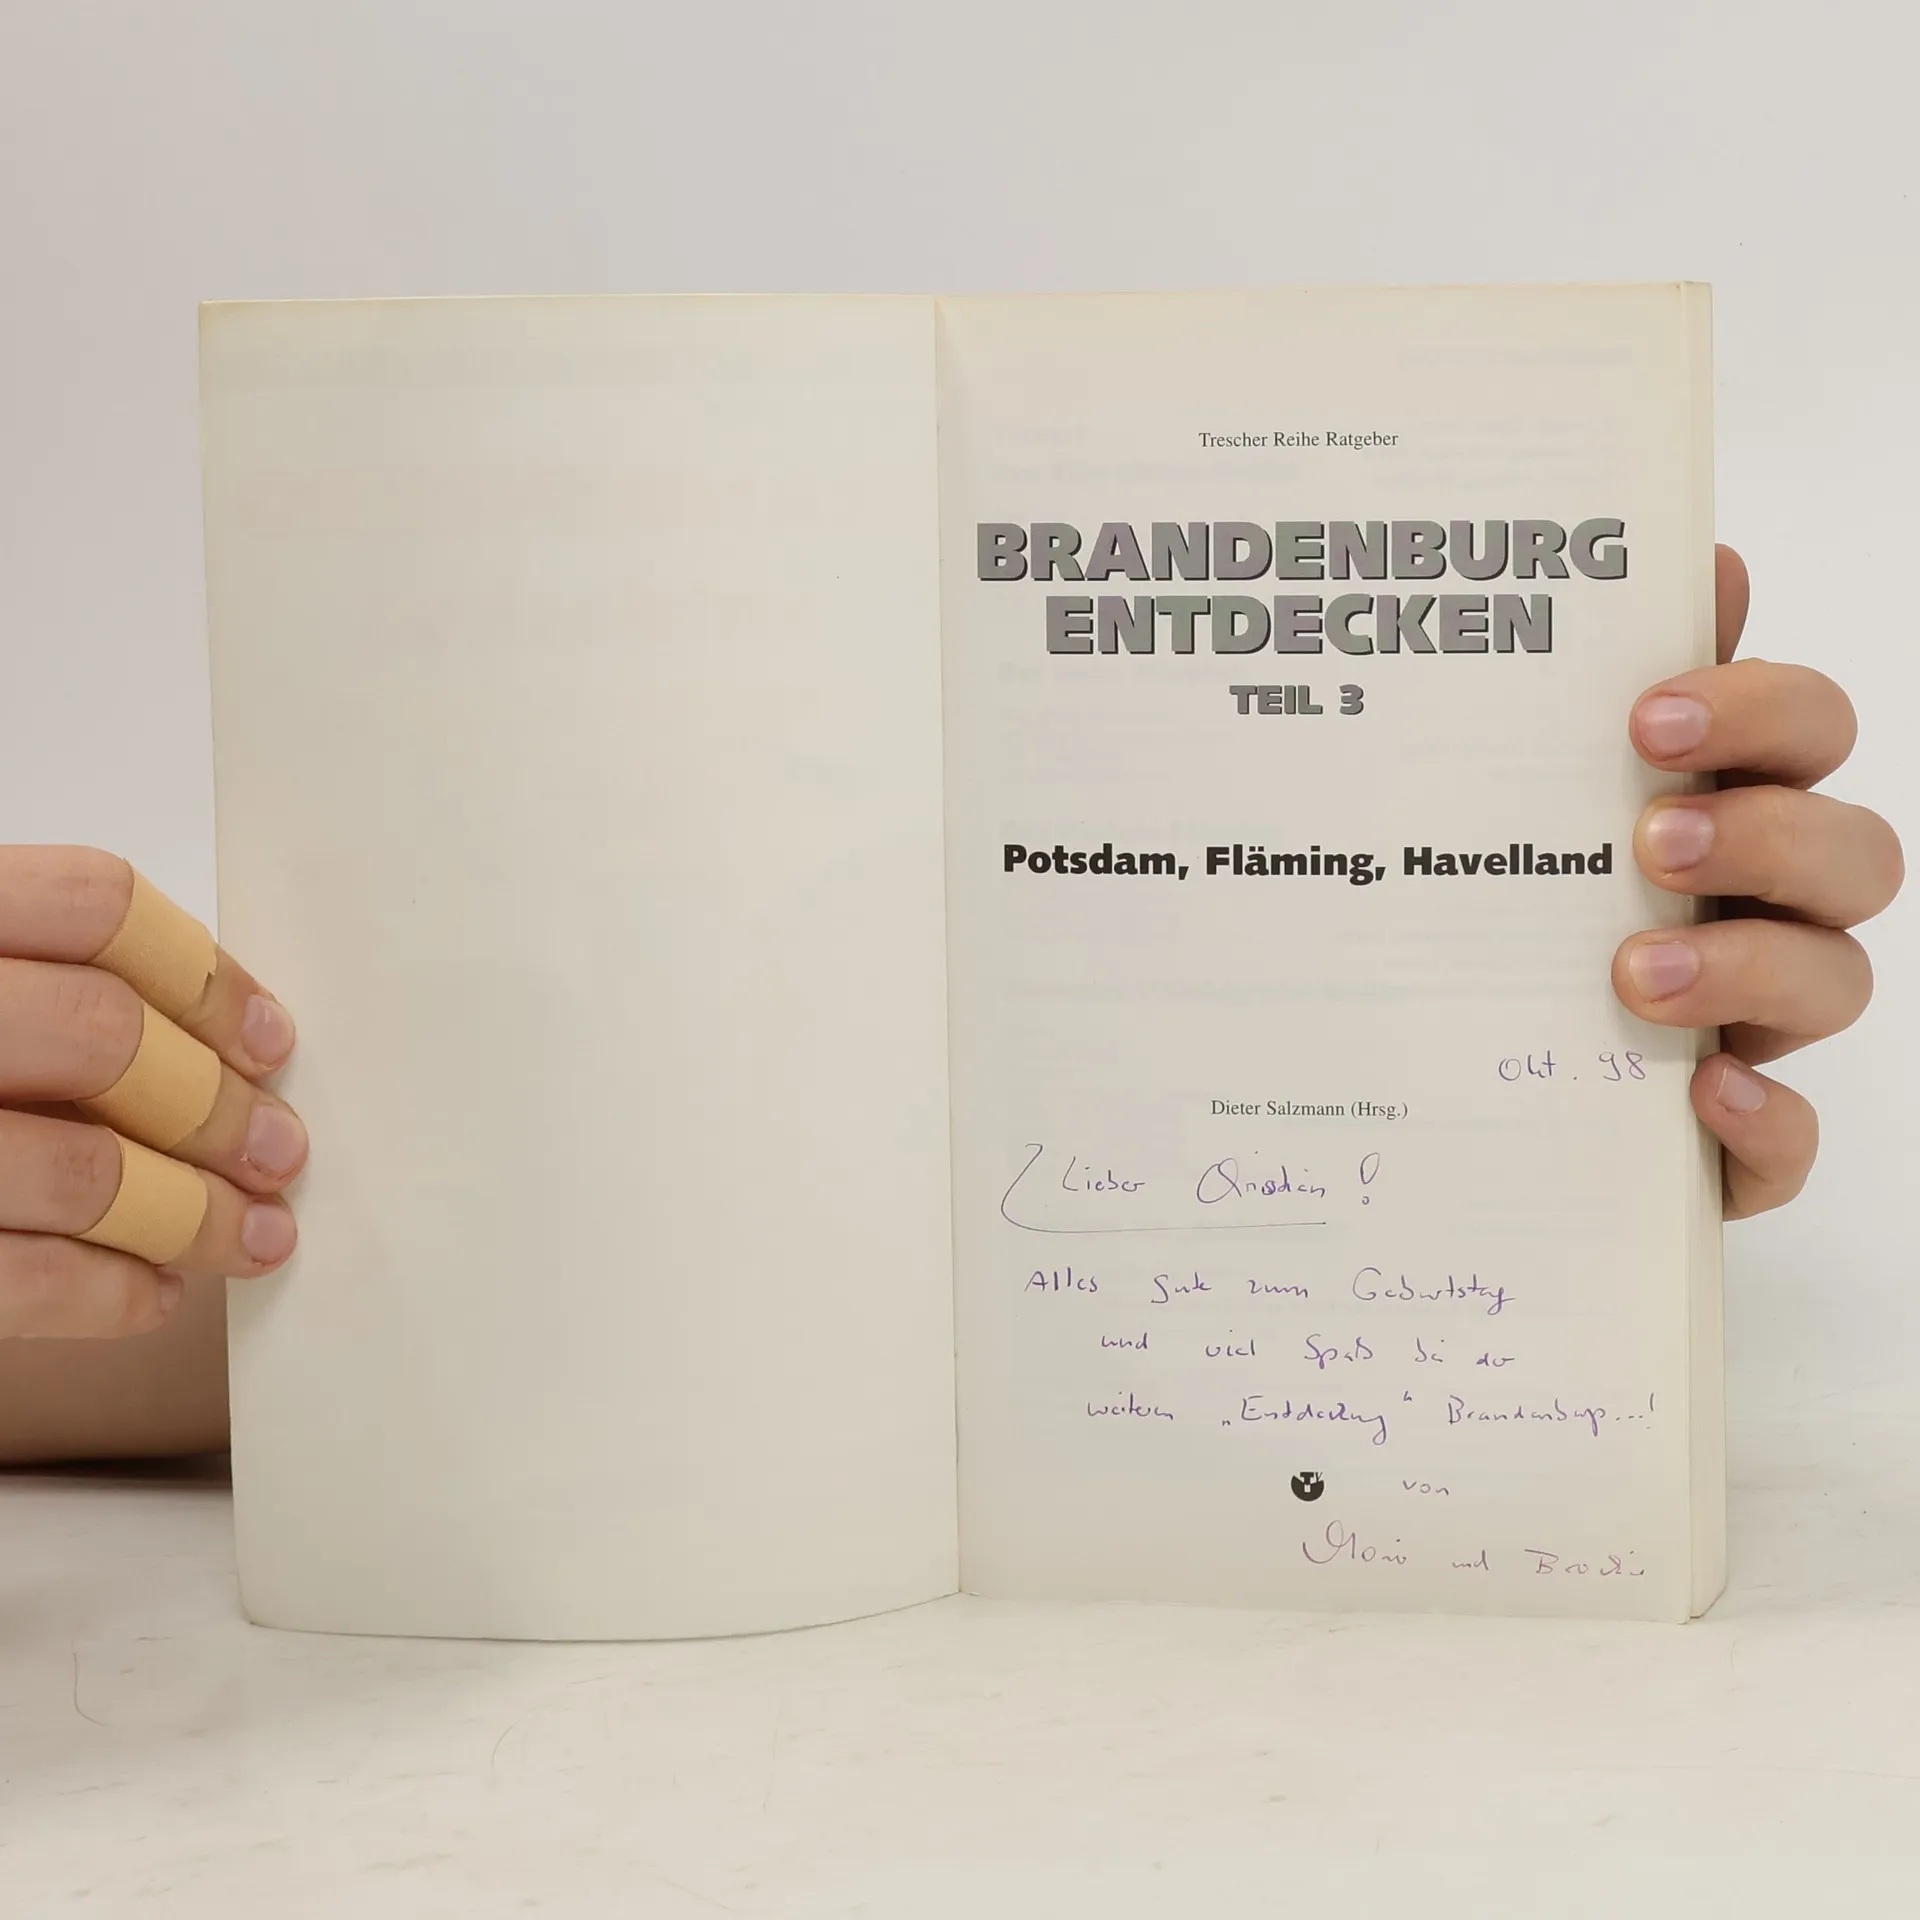 Trescher Reihe Ratgeber
BRANDENBURG
ENTDECKEN
TEIL 3
Potsdam, Fläming, Havelland
Okt. 98
Dieter Salzmann (Hrsg.)
Lieber Christian!
Alles Gute zum Geburtstag
und viel Spaß bei der
weiteren „Entdeckung“ Brandenburgs...!
TV von
und